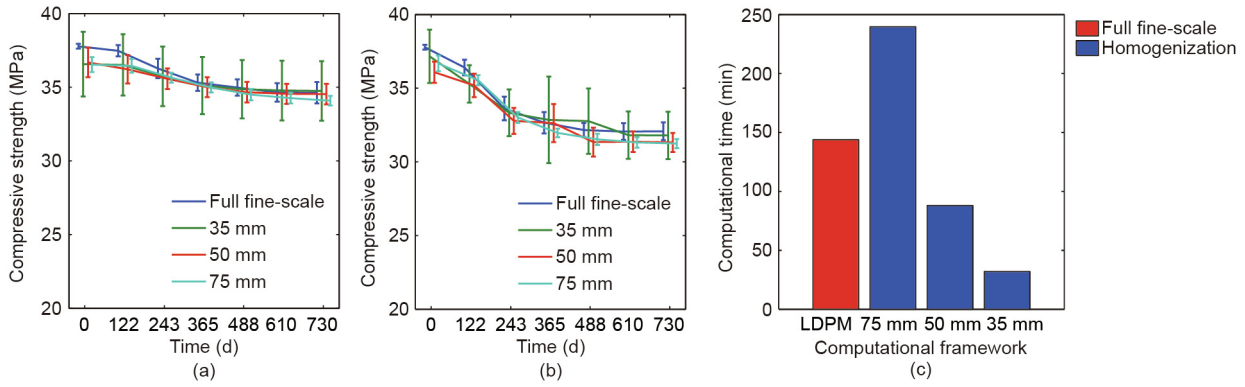 40
35
31
25
20
Compressive strength (MPa)
Full fine-scale
35 mm
50 mm
75 mm
0 122 243 365 488 610 730
Time (d)
(a)
40
35
31
25
20
Compressive strength (MPa)
Full fine-scale
35 mm
50 mm
75 mm
0 122 243 365 488 610 730
Time (d)
(b)
250
200
150
100
50
0
Computational time (min)
LDPM 75 mm 50 mm 35 mm
Computational framework
(c)
Full fine-scale
Homogenization